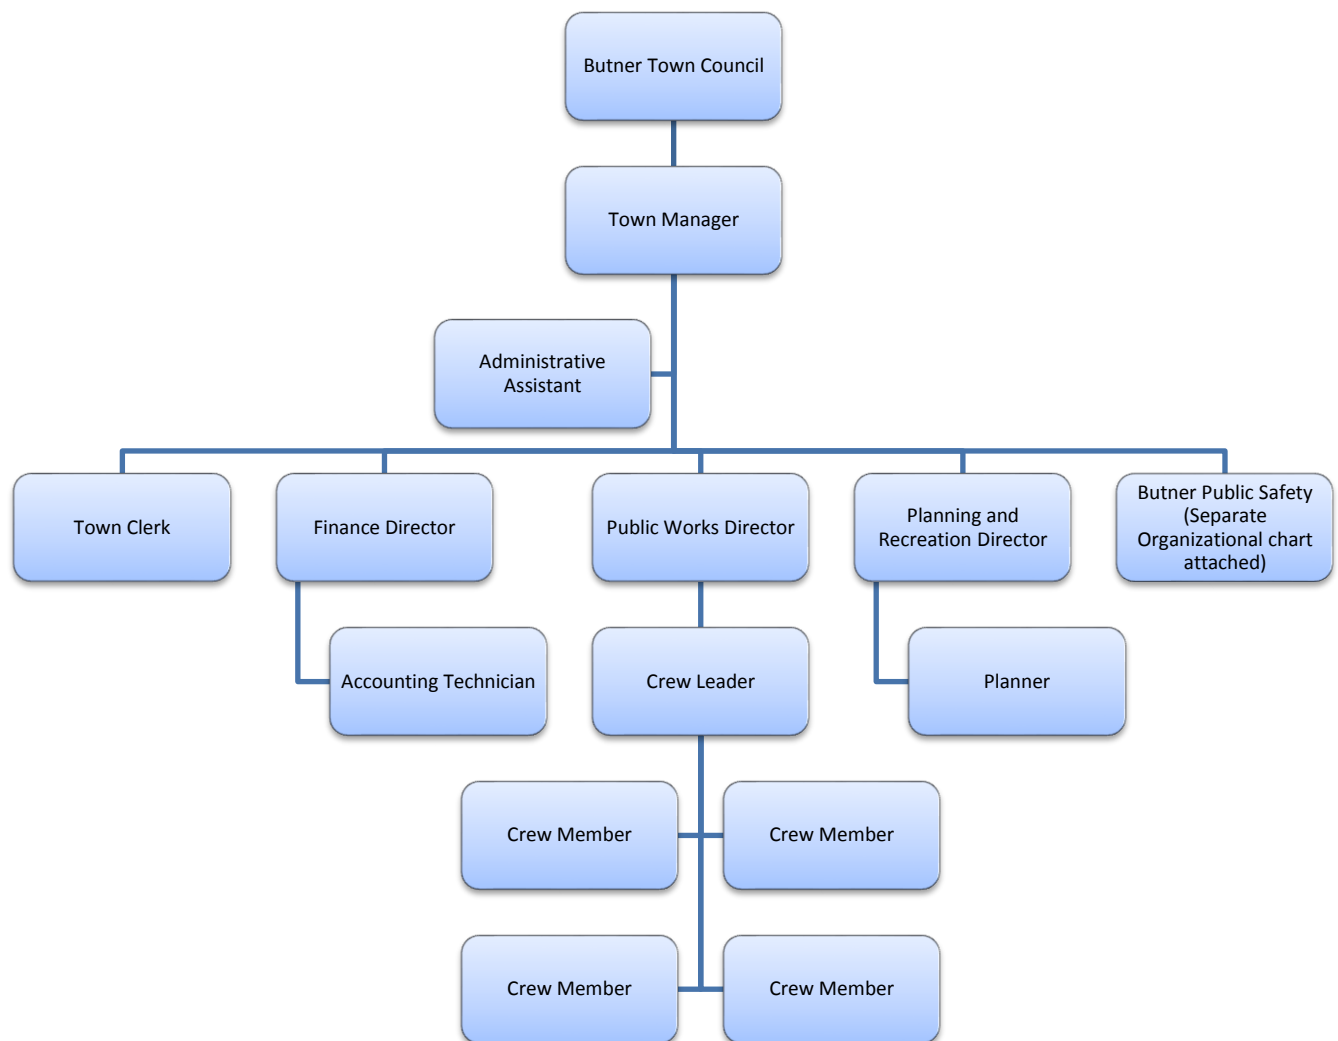 Butner Town Council
Town Manager
Administrative
Assistant
Town Clerk
Finance Director
Public Works Director
Planning and
Recreation Director
Butner Public Safety
(Separate
Organizational chart
attached)
Accounting Technician
Crew Leader
Planner
Crew Member
Crew Member
Crew Member
Crew Member